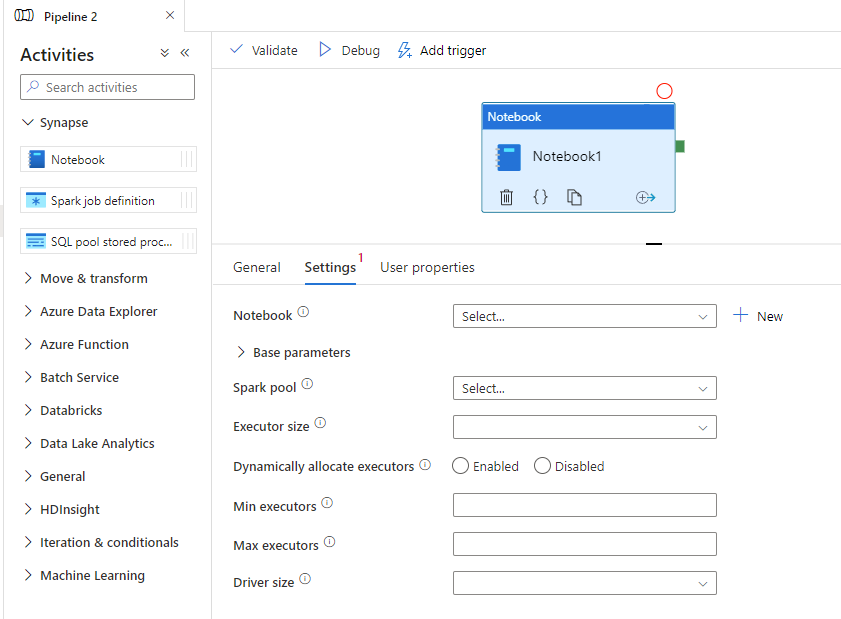 Pipeline 2
Activities
Search activities
Synapse
Notebook
Spark job definition
SQL pool stored proc...
Move & transform
Azure Data Explorer
Azure Function
Batch Service
Databricks
Data Lake Analytics
General
HDInsight
Iteration & conditionals
Machine Learning
Validate Debug Add trigger
Notebook
Notebook1
{}
General Settings 1 User properties
Notebook Select... New
Base parameters
Spark pool Select...
Executor size
Dynamically allocate executors Enabled Disabled
Min executors
Max executors
Driver size